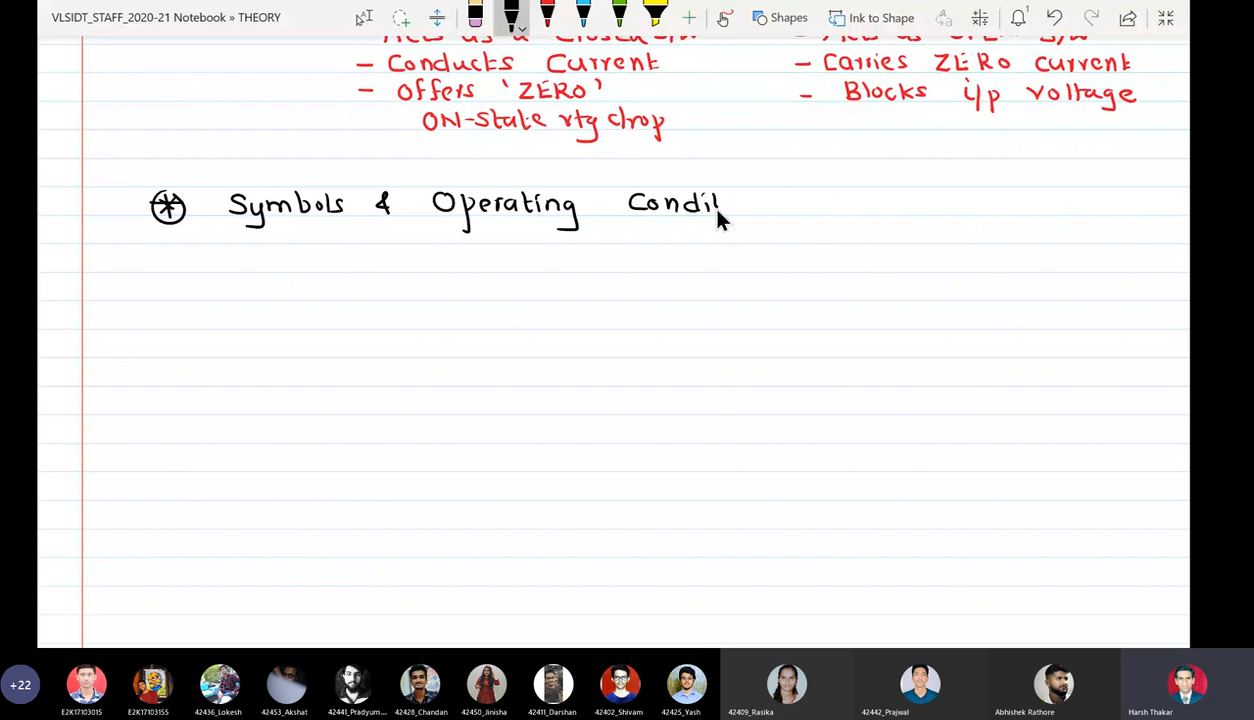 VLSIDT_STAFF_2020-21 Notebook » THEORY
Shapes
Ink to Shape
- Conducts Current
- Offers 'ZERO'
ON-state vtg drop
- Carries ZERO current
- Blocks i/p voltage
Symbols & Operating Condi
+22
E2K17103015
E2K17103155
42436_Lokesh
42453_Akshat
42441_Pradyum...
42428_Chandan
42450_Jinisha
42411_Darshan
42402_Shivam
42425_Yash
42409_Rasika
42442_Prajwal
Abhishek Rathore
Harsh Thakar